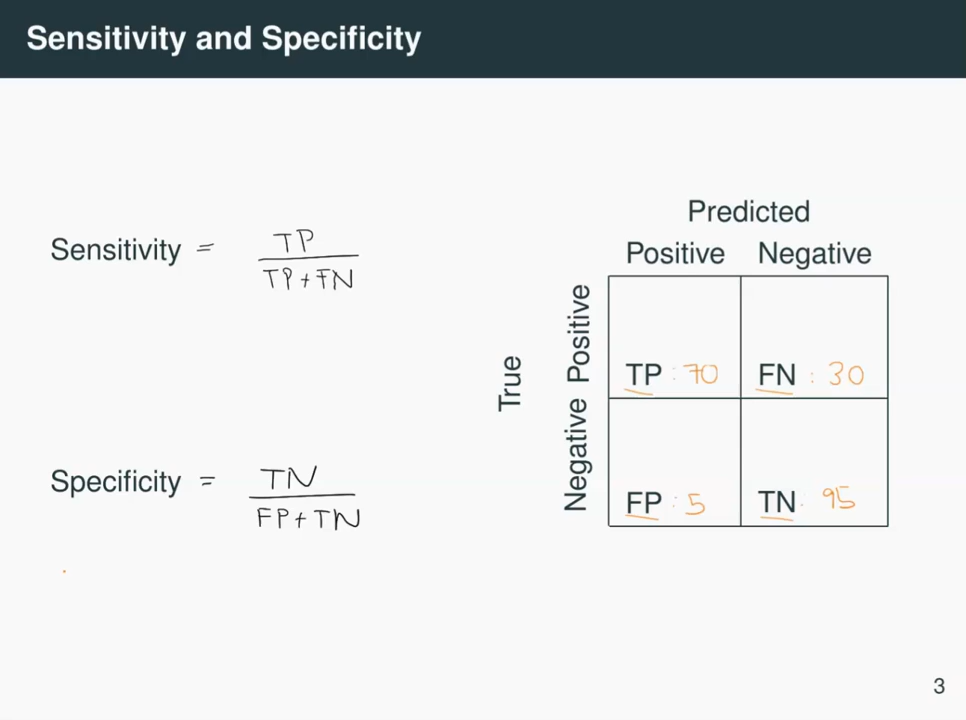 Sensitivity and Specificity
Sensitivity = TP
TP + FN
Specificity = TN
FP + TN
Predicted
Positive Negative
True
Positive
Negative
TP : 70 FN : 30
FP : 5 TN . 95
3